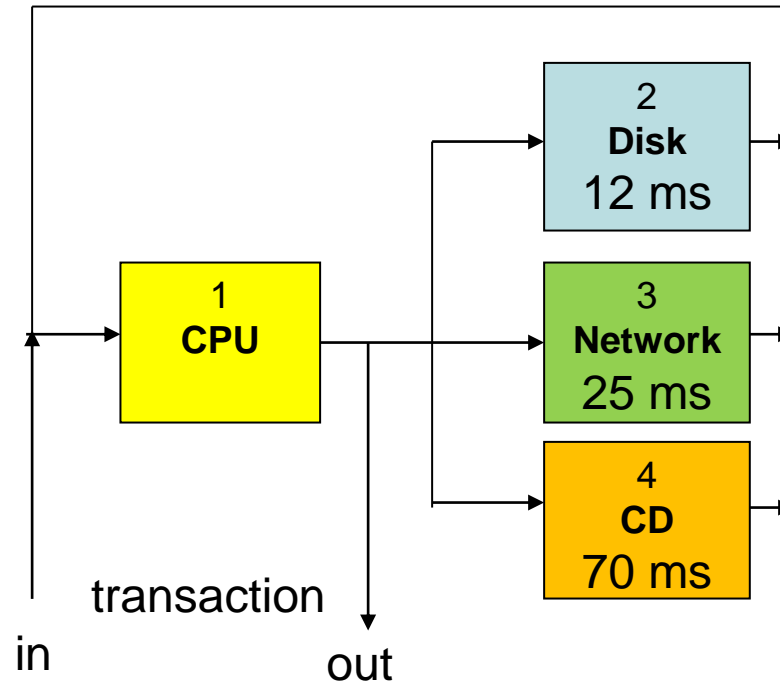 2
Disk
12 ms
1
CPU
3
Network
25 ms
4
CD
70 ms
transaction
in
out